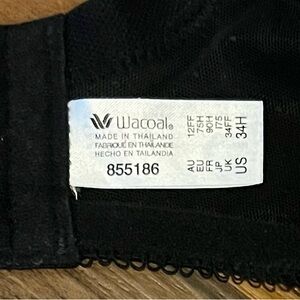 Wacoal®
MADE IN THAILAND
FABRIQUÉ EN THAÏLANDE
HECHO EN TAILANDIA
855186
AU 12FF
EU 75H
FR 90H
JP I75
UK 34FF
US 34H